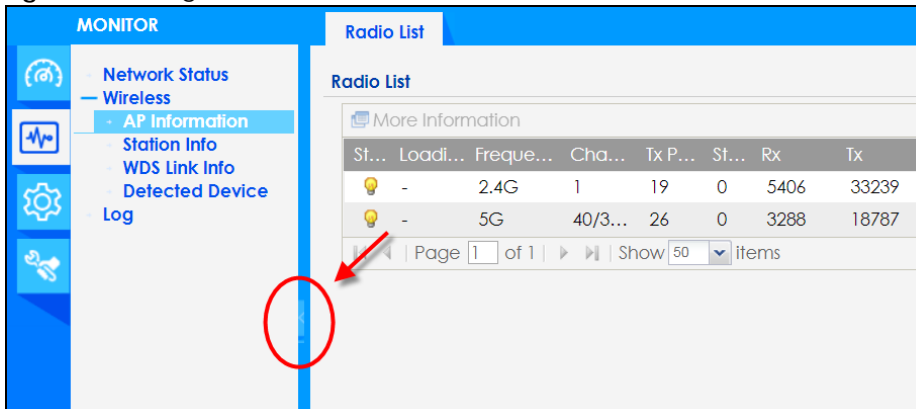 MONITOR
Radio List
Network Status
Wireless
AP Information
Station Info
WDS Link Info
Detected Device
Log
Radio List
More Information
St... Loadi... Freque... Cha... Tx P... St... Rx Tx
- 2.4G 1 19 0 5406 33239
- 5G 40/3... 26 0 3288 18787
Page 1 of 1 Show 50 items